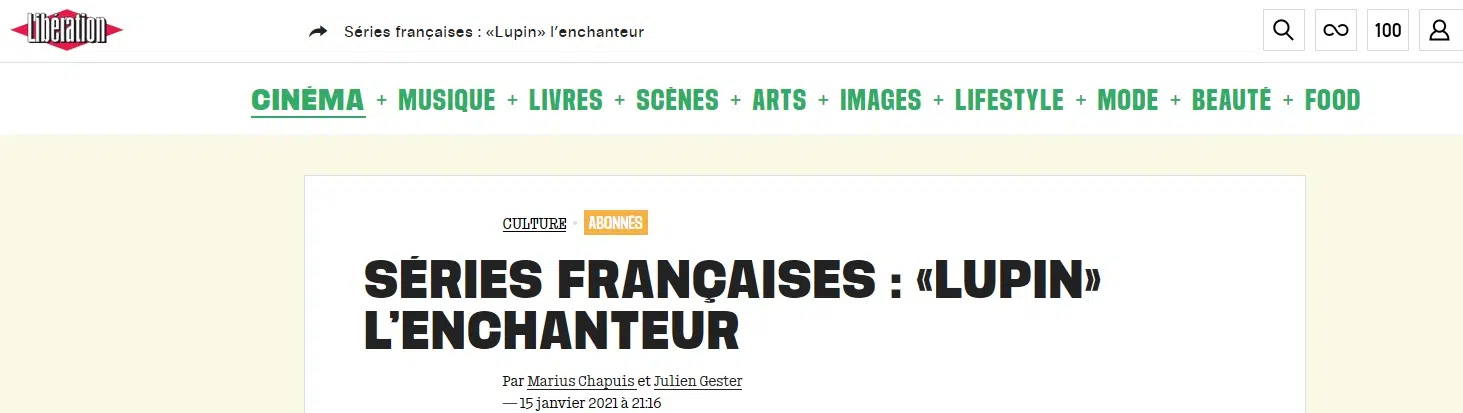 Libération
Séries françaises : «Lupin» l'enchanteur
100
CINÉMA + MUSIQUE + LIVRES + SCÈNES + ARTS + IMAGES + LIFESTYLE + MODE + BEAUTÉ + FOOD
CULTURE • ABONNÉS
SÉRIES FRANÇAISES : «LUPIN»
L'ENCHANTEUR
Par Marius Chapuis et Julien Gester
— 15 janvier 2021 à 21:16